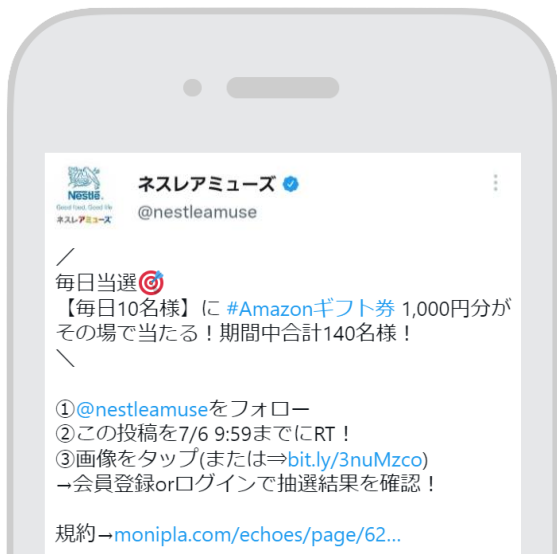 Nestlé.
Good food, Good life
ネスレアミューズ
ネスレアミューズ
@nestleamuse
／
毎日当選🎯
【毎日10名様】に #Amazonギフト券 1,000円分が
その場で当たる！期間中合計140名様！
＼
①@nestleamuseをフォロー
②この投稿を7/6 9:59までにRT！
③画像をタップ(または⇒bit.ly/3nuMzco)
→会員登録orログインで抽選結果を確認！
規約→monipla.com/echoes/page/62…